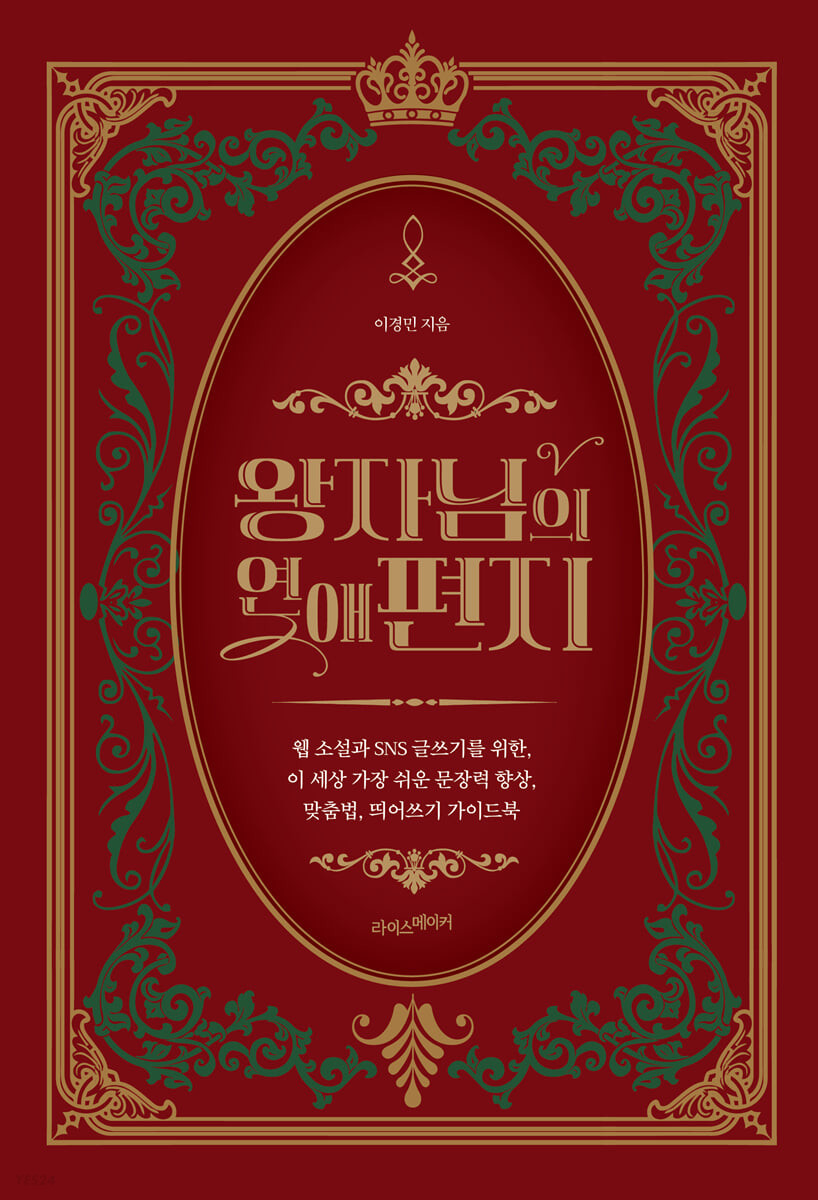 이경민 지음
왕자님의
연애편지
웹 소설과 SNS 글쓰기를 위한,
이 세상 가장 쉬운 문장력 향상,
맞춤법, 띄어쓰기 가이드북
라이스메이커
YES24